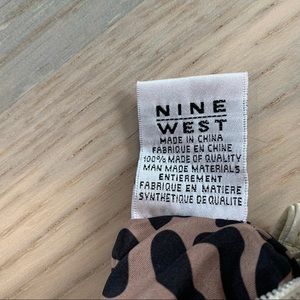 NINE
WEST
MADE IN CHINA
FABRIQUE EN CHINE
100% MADE OF QUALITY
MAN MADE MATERIALS
ENTIEREMENT
FABRIQUE EN MATIERE
SYNTHETIQUE DE QUALITE